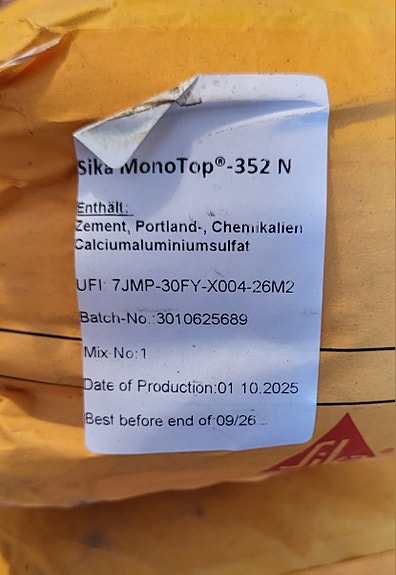 Sika MonoTop®-352 N
Enthält:
Zement, Portland-, Chemikalien
Calciumaluminiumsulfat
UFI: 7JMP-30FY-X004-26M2
Batch-No.:3010625689
Mix-No:1
Date of Production:01 10.2025
Best before end of:09/26
Sika